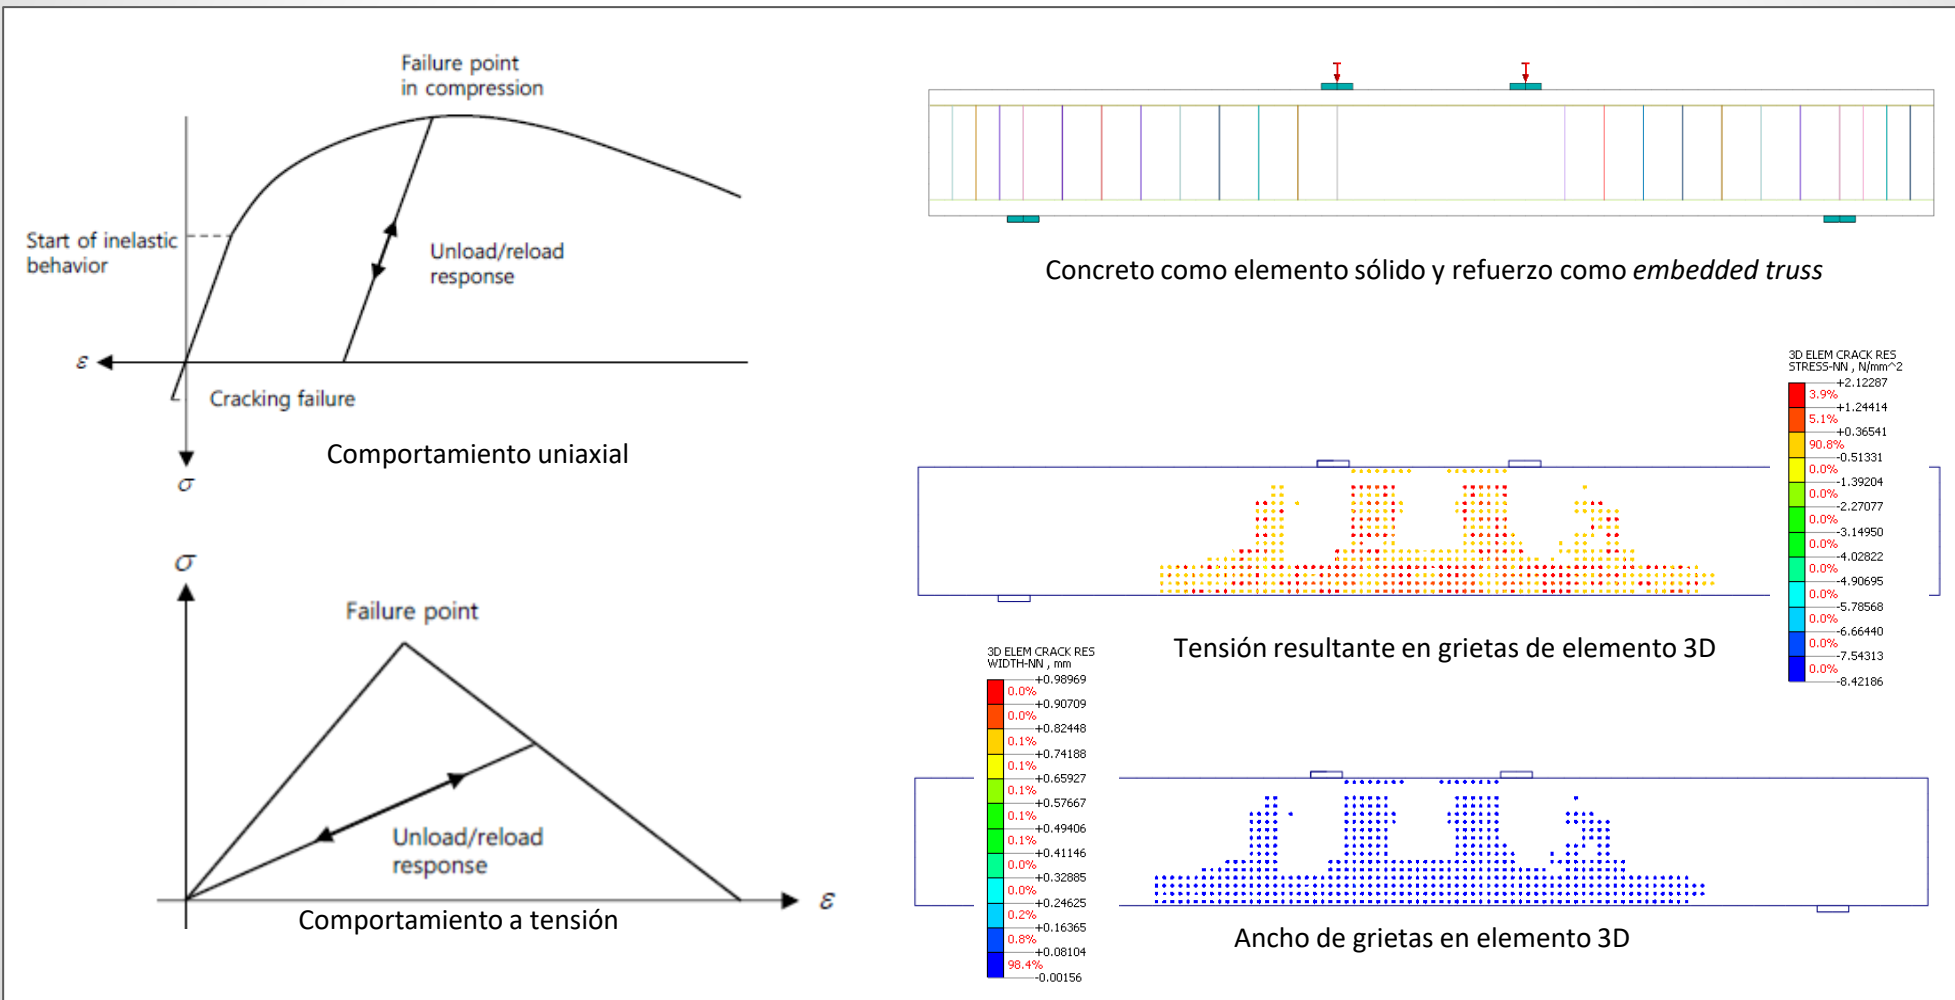 Failure point
in compression
Start of inelastic
behavior
Unload/reload
response
ε
Cracking failure
σ
Comportamiento uniaxial
σ
Failure point
Unload/reload
response
ε
Comportamiento a tensión
Concreto como elemento sólido y refuerzo como embedded truss
3D ELEM CRACK RES
STRESS-NN , N/mm^2
+2.12287
3.9%
+1.24414
5.1%
+0.36541
90.8%
-0.51331
0.0%
-1.39204
0.0%
-2.27077
0.0%
-3.14950
0.0%
-4.02822
0.0%
-4.90695
0.0%
-5.78568
0.0%
-6.66440
0.0%
-7.54313
0.0%
-8.42186
Tensión resultante en grietas de elemento 3D
3D ELEM CRACK RES
WIDTH-NN , mm
+0.98969
0.0%
+0.90709
0.0%
+0.82448
0.1%
+0.74188
0.1%
+0.65927
0.1%
+0.57667
0.1%
+0.49406
0.1%
+0.41146
0.0%
+0.32885
0.0%
+0.24625
0.2%
+0.16365
0.8%
+0.08104
98.4%
-0.00156
Ancho de grietas en elemento 3D